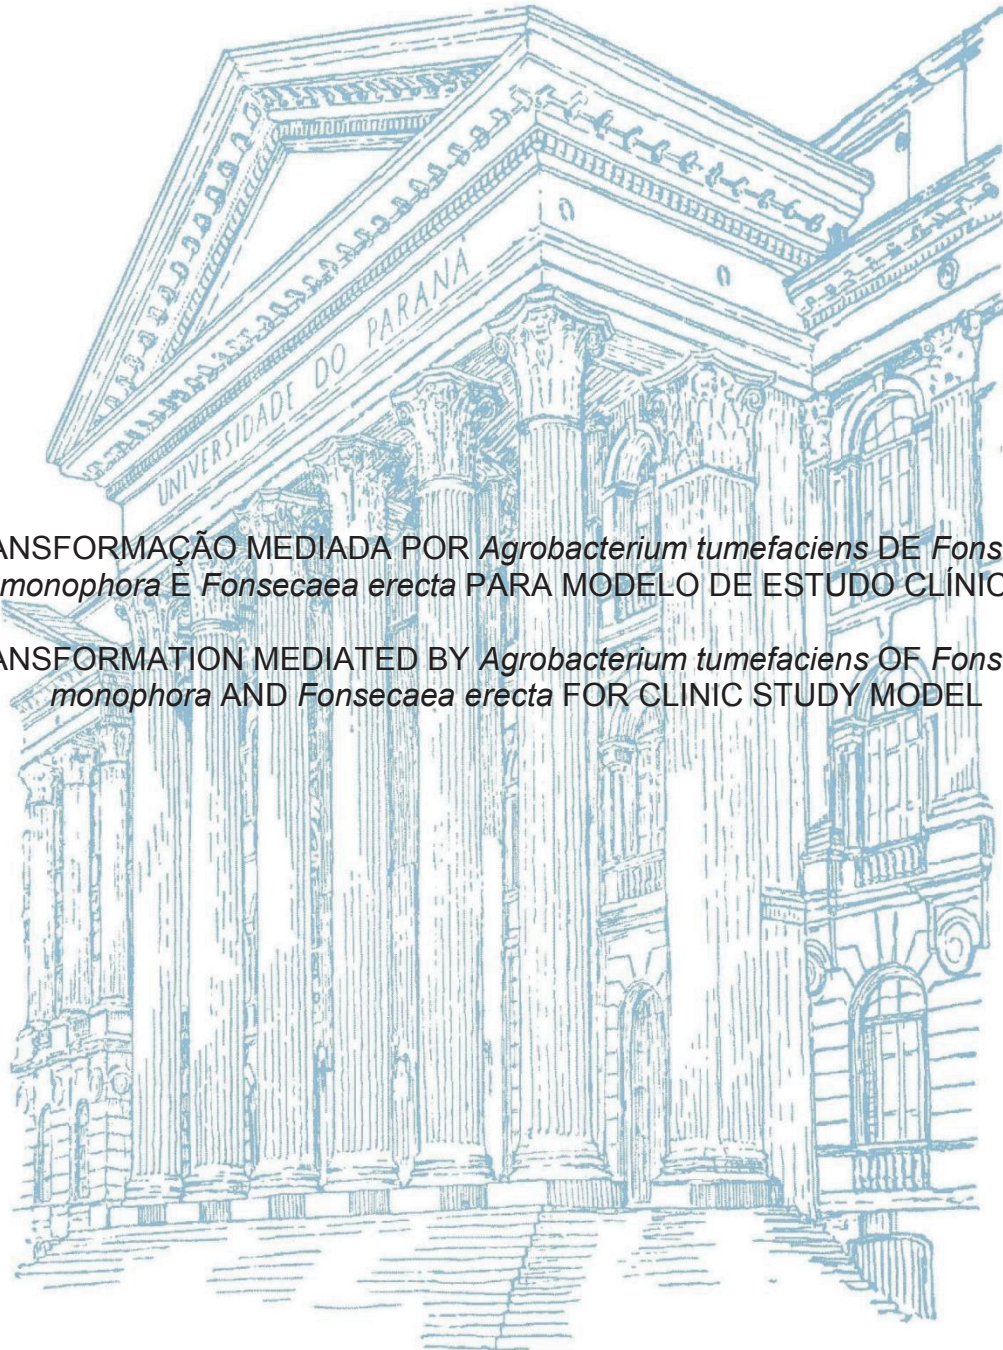 UNIVERSIDADE DO PARANÁ
ANSFORMAÇÃO MEDIADA POR Agrobacterium tumefaciens DE Fons
monophora E Fonsecaea erecta PARA MODELO DE ESTUDO CLÍNIC
ANSFORMATION MEDIATED BY Agrobacterium tumefaciens OF Fons
monophora AND Fonsecaea erecta FOR CLINIC STUDY MODEL